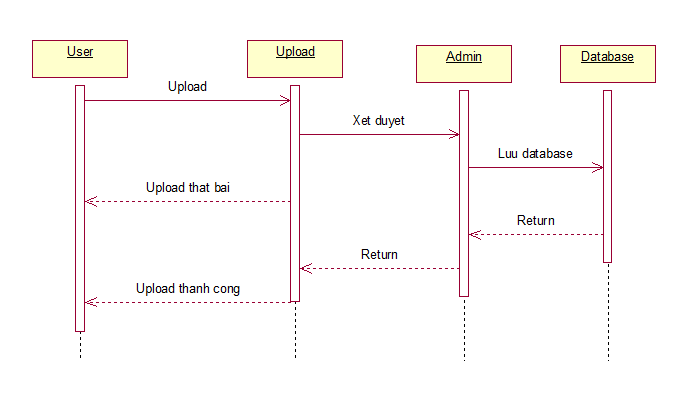 User
Upload
Admin
Database
Upload
Xet duyet
Luu database
Upload that bai
Return
Return
Upload thanh cong